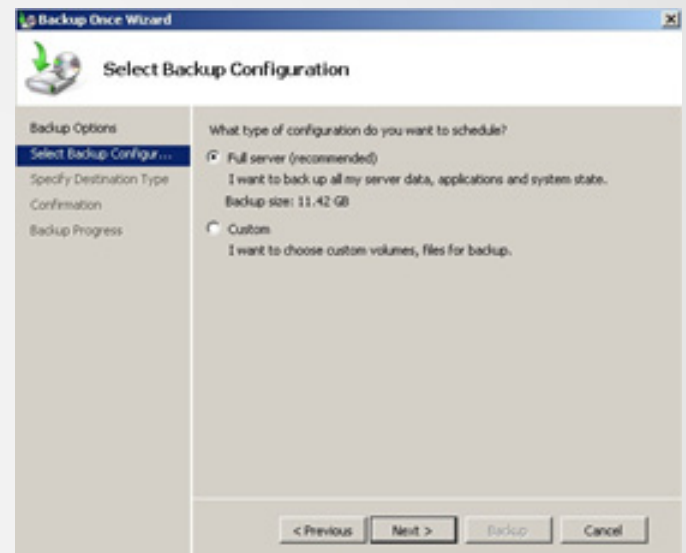 Backup Once Wizard
Select Backup Configuration
Backup Options
Select Backup Configur...
Specify Destination Type
Confirmation
Backup Progress
What type of configuration do you want to schedule?
Full server (recommended)
I want to back up all my server data, applications and system state.
Backup size: 11.42 GB
Custom
I want to choose custom volumes, files for backup.
< Previous
Next >
Backup
Cancel